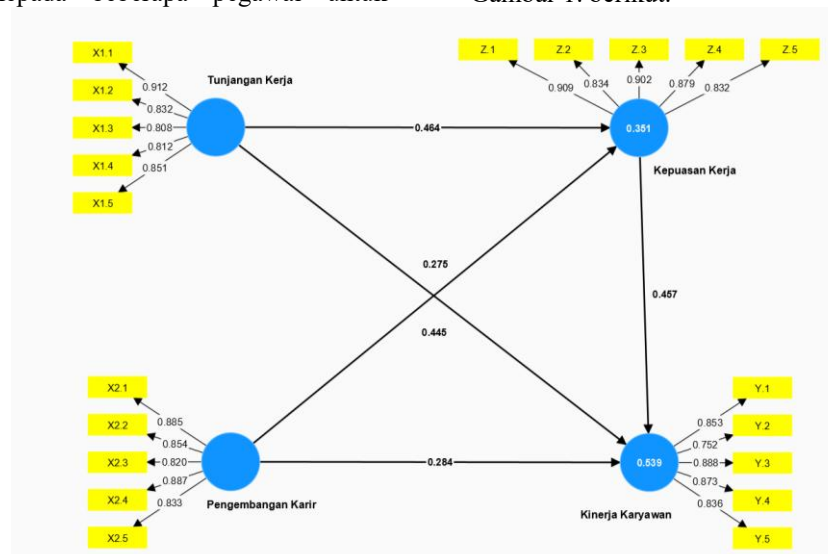 Gambar 1. berikut:
X1.1
X1.2
X1.3
X1.4
X1.5
0.912
0.832
0.808
0.812
0.851
Tunjangan Kerja
Z.1
Z.2
Z.3
Z.4
Z.5
0.909
0.834
0.902
0.879
0.832
0.464
0.351
Kepuasan Kerja
0.275
0.457
0.445
X2.1
X2.2
X2.3
X2.4
X2.5
0.885
0.854
0.820
0.887
0.833
Pengembangan Karir
0.284
0.539
Kinerja Karyawan
0.853
0.752
0.888
0.873
0.836
Y.1
Y.2
Y.3
Y.4
Y.5